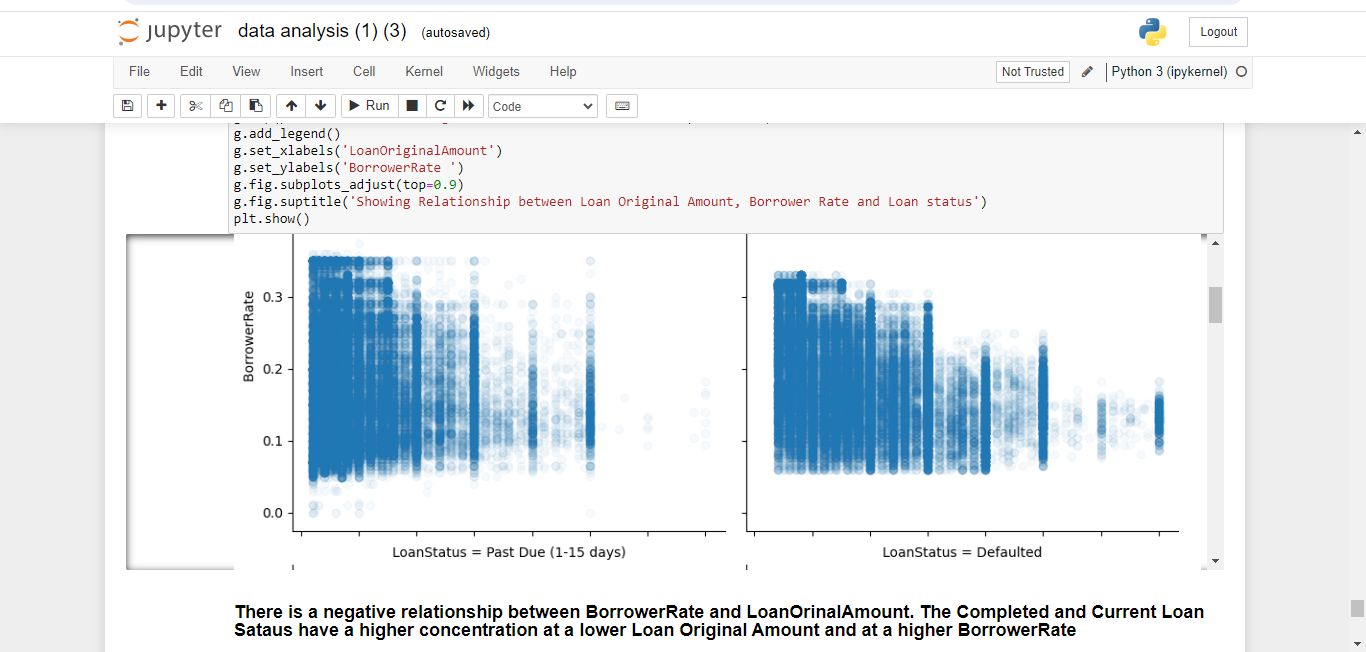 jupyter data analysis (1) (3) (autosaved)
Logout
File Edit View Insert Cell Kernel Widgets Help
Not Trusted Python 3 (ipykernel)
Run Code
g.add_legend()
g.set_xlabels('LoanOriginalAmount')
g.set_ylabels('BorrowerRate ')
g.fig.subplots_adjust(top=0.9)
g.fig.suptitle('Showing Relationship between Loan Original Amount, Borrower Rate and Loan status')
plt.show()
BorrowerRate
0.3
0.2
0.1
0.0
LoanStatus = Past Due (1-15 days) LoanStatus = Defaulted
There is a negative relationship between BorrowerRate and LoanOrinalAmount. The Completed and Current Loan
Sataus have a higher concentration at a lower Loan Original Amount and at a higher BorrowerRate